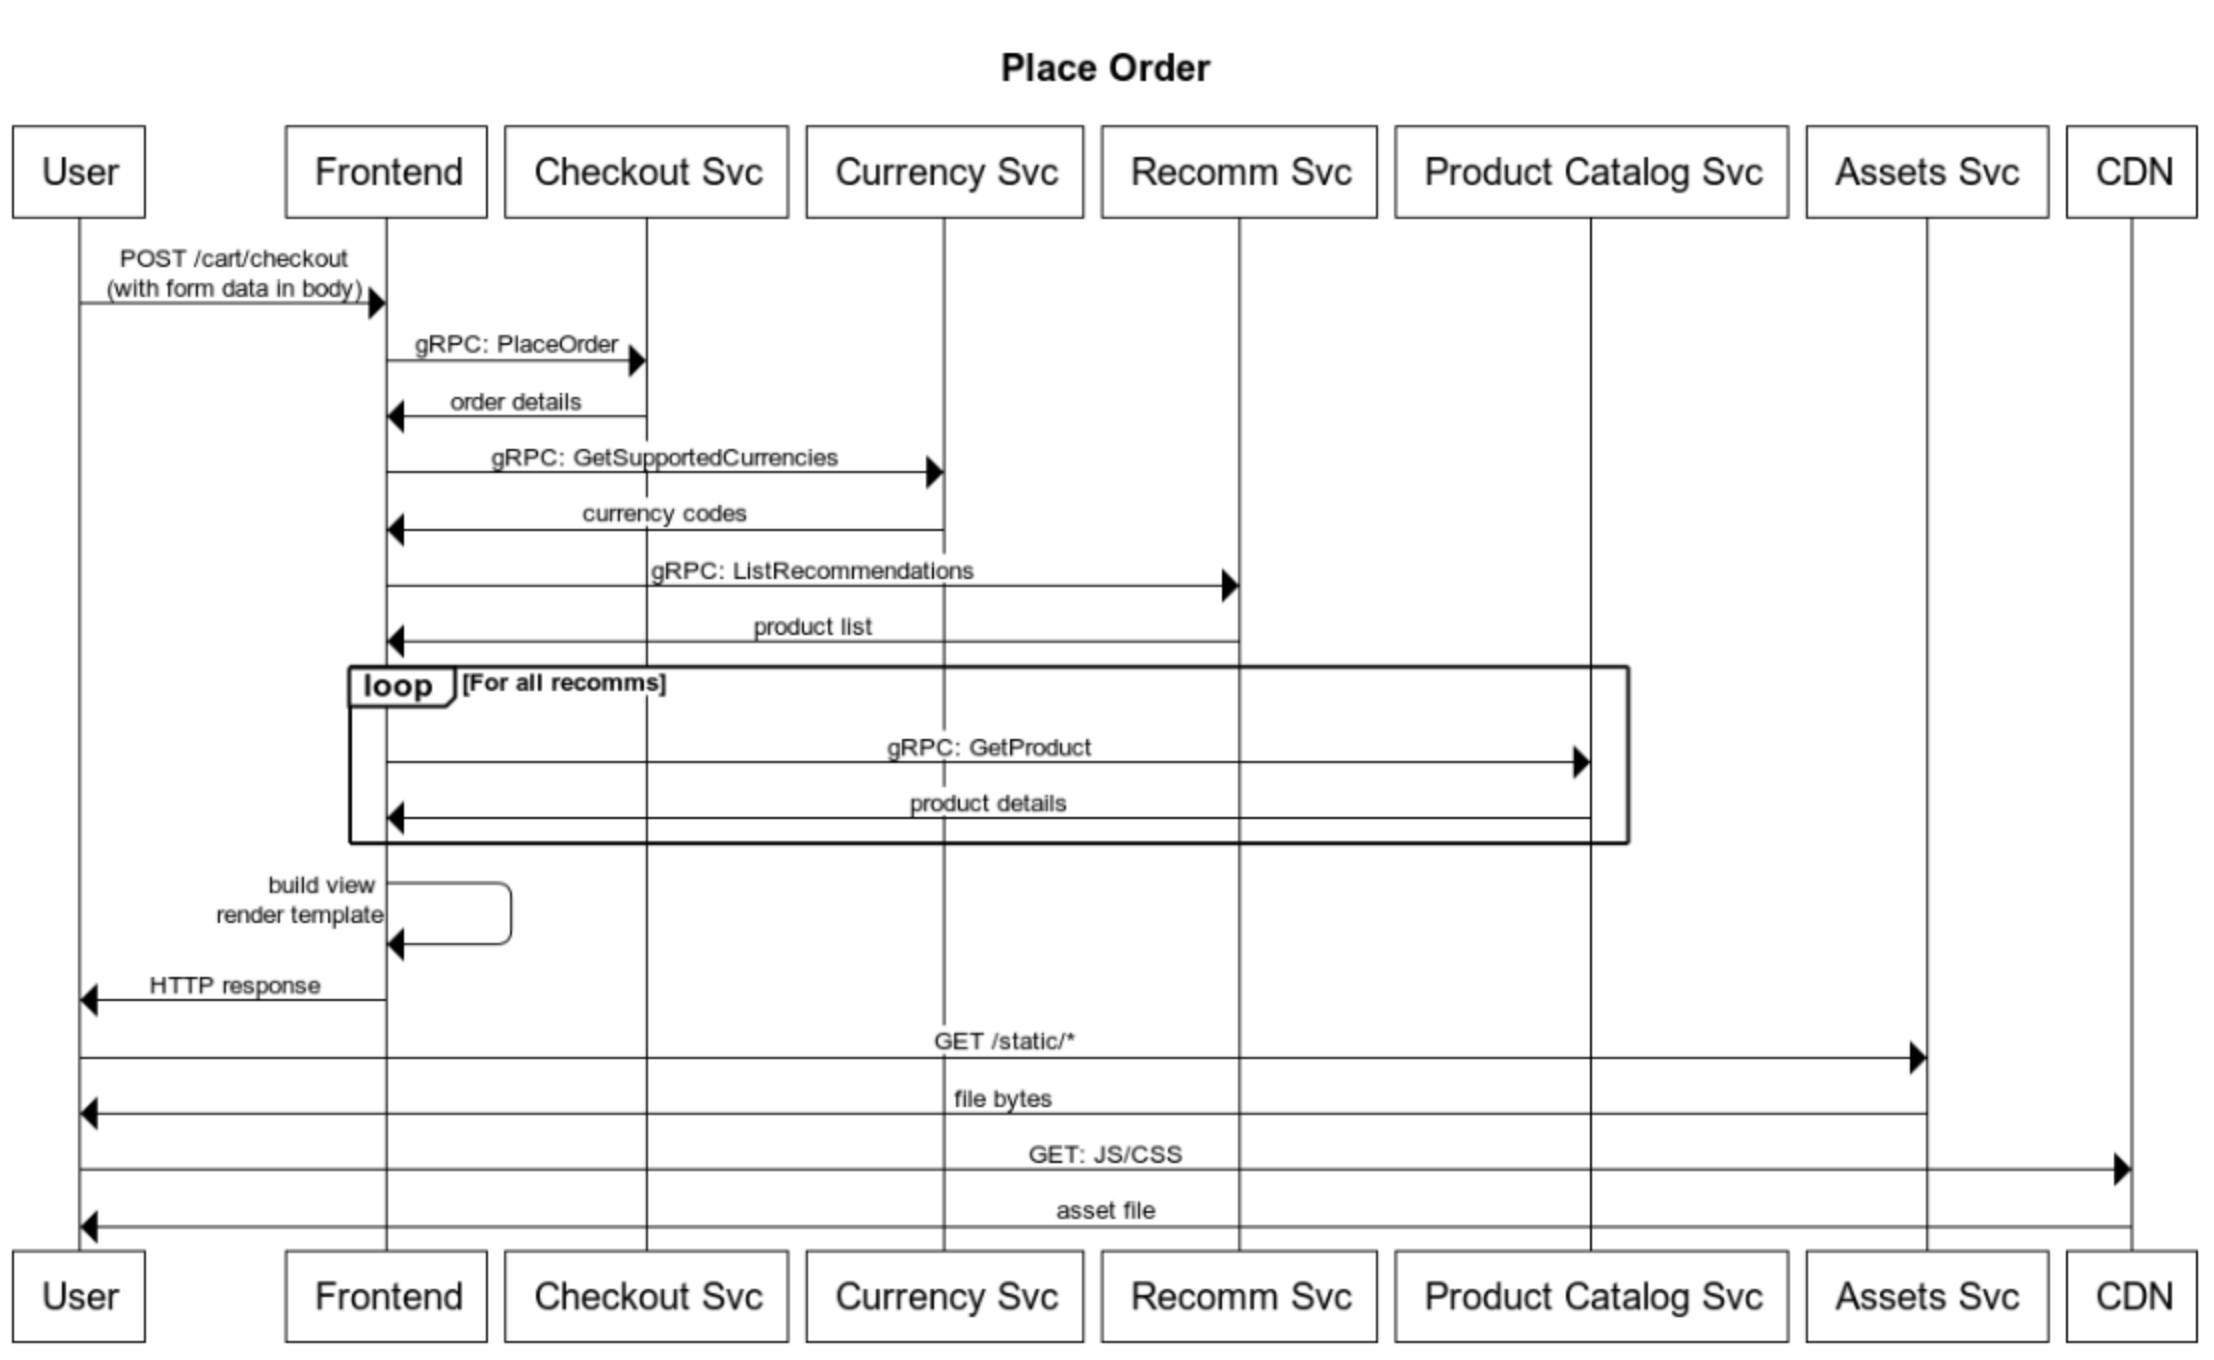 Place Order
User
Frontend
Checkout Svc
Currency Svc
Recomm Svc
Product Catalog Svc
Assets Svc
CDN
POST /cart/checkout
(with form data in body)
gRPC: PlaceOrder
order details
gRPC: GetSupportedCurrencies
currency codes
gRPC: ListRecommendations
product list
loop [For all recomms]
gRPC: GetProduct
product details
build view
render template
HTTP response
GET /static/*
file bytes
GET: JS/CSS
asset file
User
Frontend
Checkout Svc
Currency Svc
Recomm Svc
Product Catalog Svc
Assets Svc
CDN